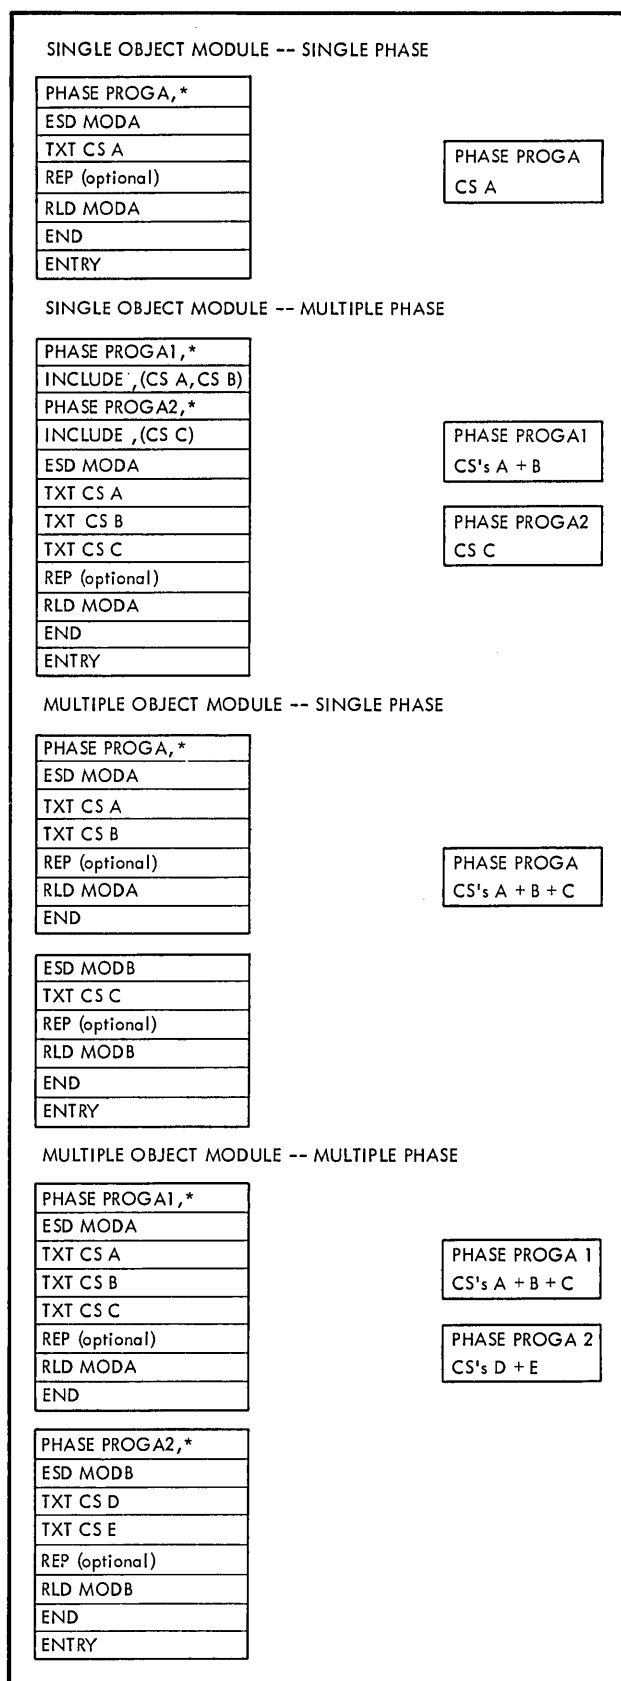 SINGLE OBJECT MODULE -- SINGLE PHASE
PHASE PROGA,*
ESD MODA
TXT CS A
REP (optional)
RLD MODA
END
ENTRY
PHASE PROGA
CS A
SINGLE OBJECT MODULE -- MULTIPLE PHASE
PHASE PROGA1,*
INCLUDE ,(CS A,CS B)
PHASE PROGA2,*
INCLUDE ,(CS C)
ESD MODA
TXT CS A
TXT CS B
TXT CS C
REP (optional)
RLD MODA
END
ENTRY
PHASE PROGA1
CS's A + B
PHASE PROGA2
CS C
MULTIPLE OBJECT MODULE -- SINGLE PHASE
PHASE PROGA,*
ESD MODA
TXT CS A
TXT CS B
REP (optional)
RLD MODA
END
PHASE PROGA
CS's A + B + C
ESD MODB
TXT CS C
REP (optional)
RLD MODB
END
ENTRY
MULTIPLE OBJECT MODULE -- MULTIPLE PHASE
PHASE PROGA1,*
ESD MODA
TXT CS A
TXT CS B
TXT CS C
REP (optional)
RLD MODA
END
PHASE PROGA 1
CS's A + B + C
PHASE PROGA 2
CS's D + E
PHASE PROGA2,*
ESD MODB
TXT CS D
TXT CS E
REP (optional)
RLD MODB
END
ENTRY